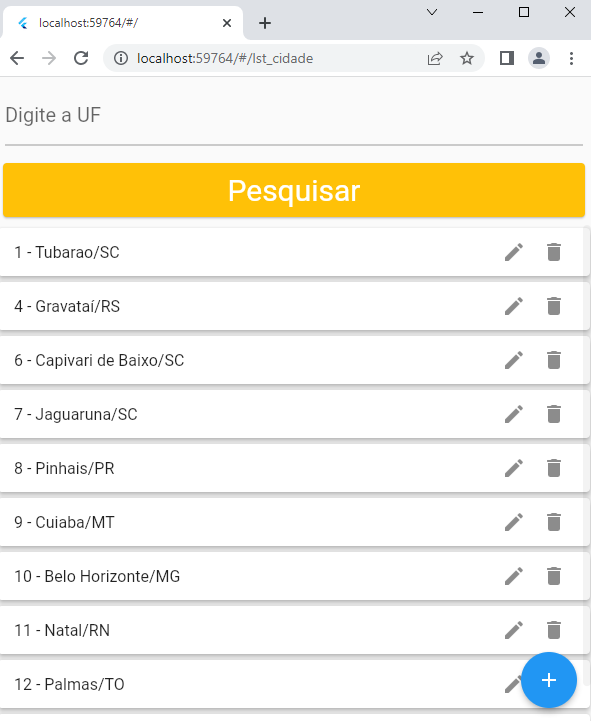 localhost:59764/#/
localhost:59764/#/lst_cidade
Digite a UF
Pesquisar
1 - Tubarao/SC
4 - Gravataí/RS
6 - Capivari de Baixo/SC
7 - Jaguaruna/SC
8 - Pinhais/PR
9 - Cuiaba/MT
10 - Belo Horizonte/MG
11 - Natal/RN
12 - Palmas/TO